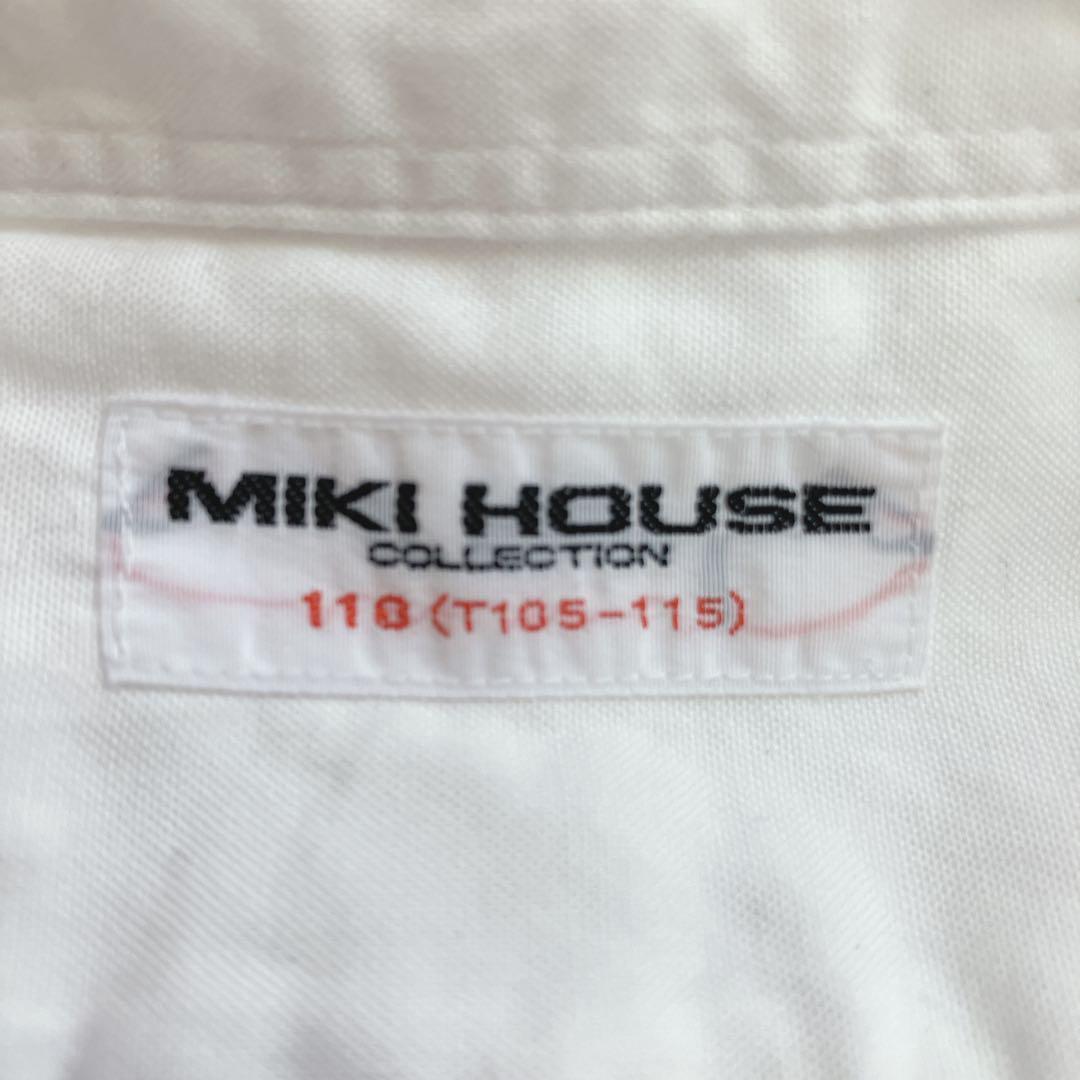 MIKI HOUSE
COLLECTION
110(T105-115)